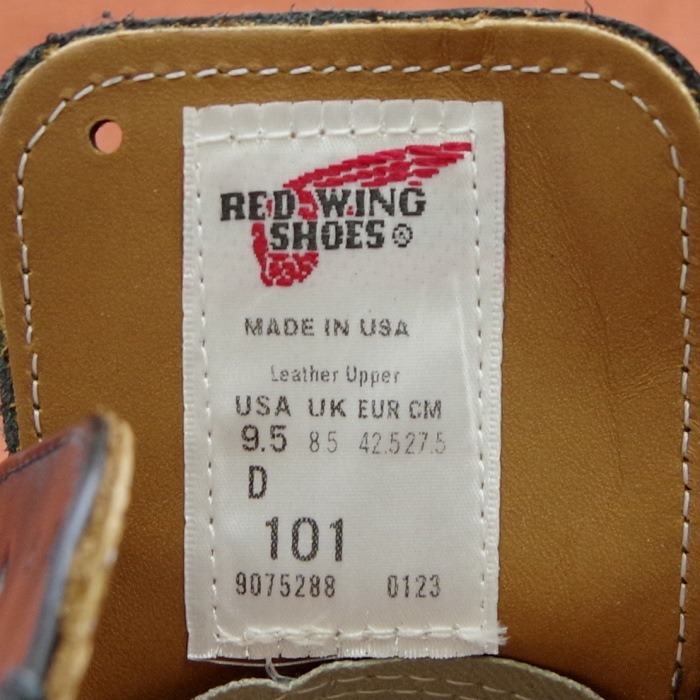 RED WING
SHOES®
MADE IN USA
Leather Upper
USA UK EUR CM
9.5 8.5 42.5 27.5
D
101
9075288 0123